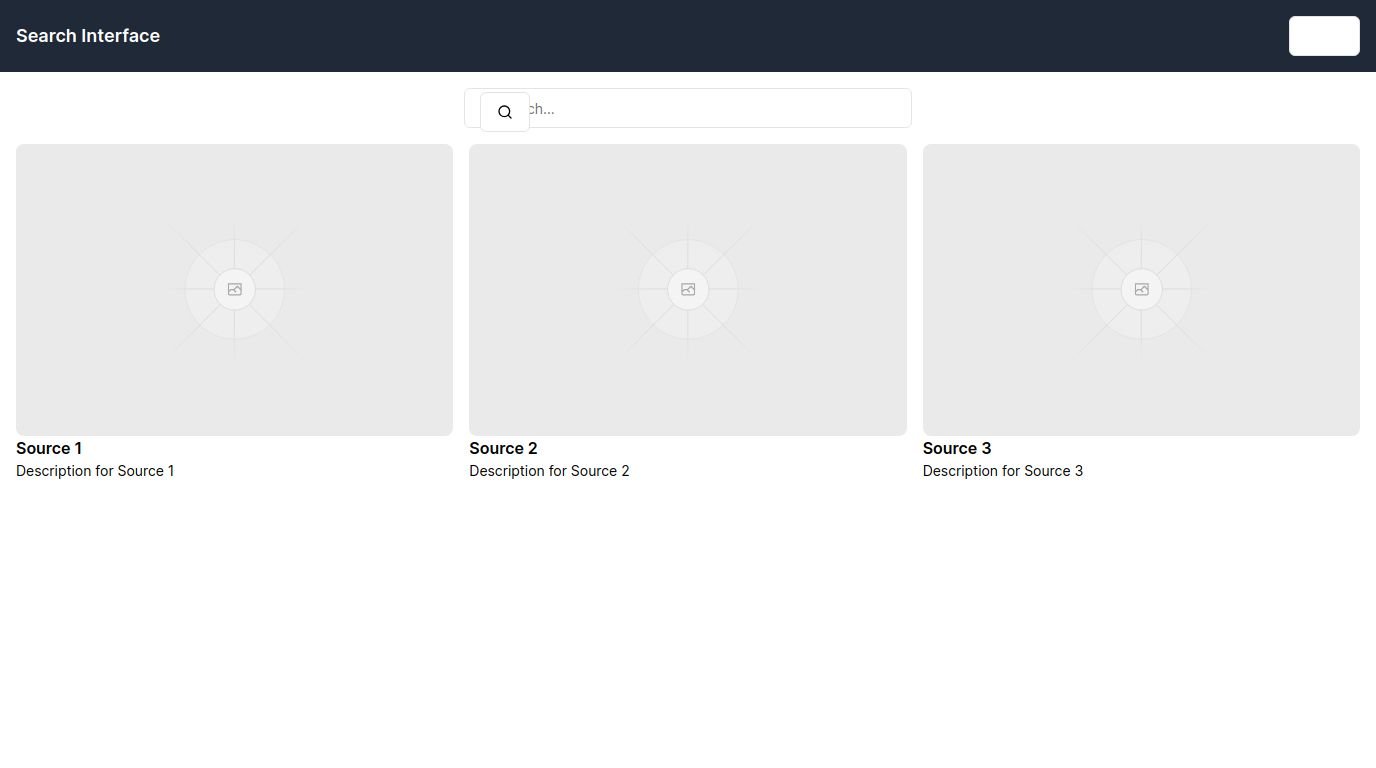 Search Interface
ch...
Source 1
Description for Source 1
Source 2
Description for Source 2
Source 3
Description for Source 3